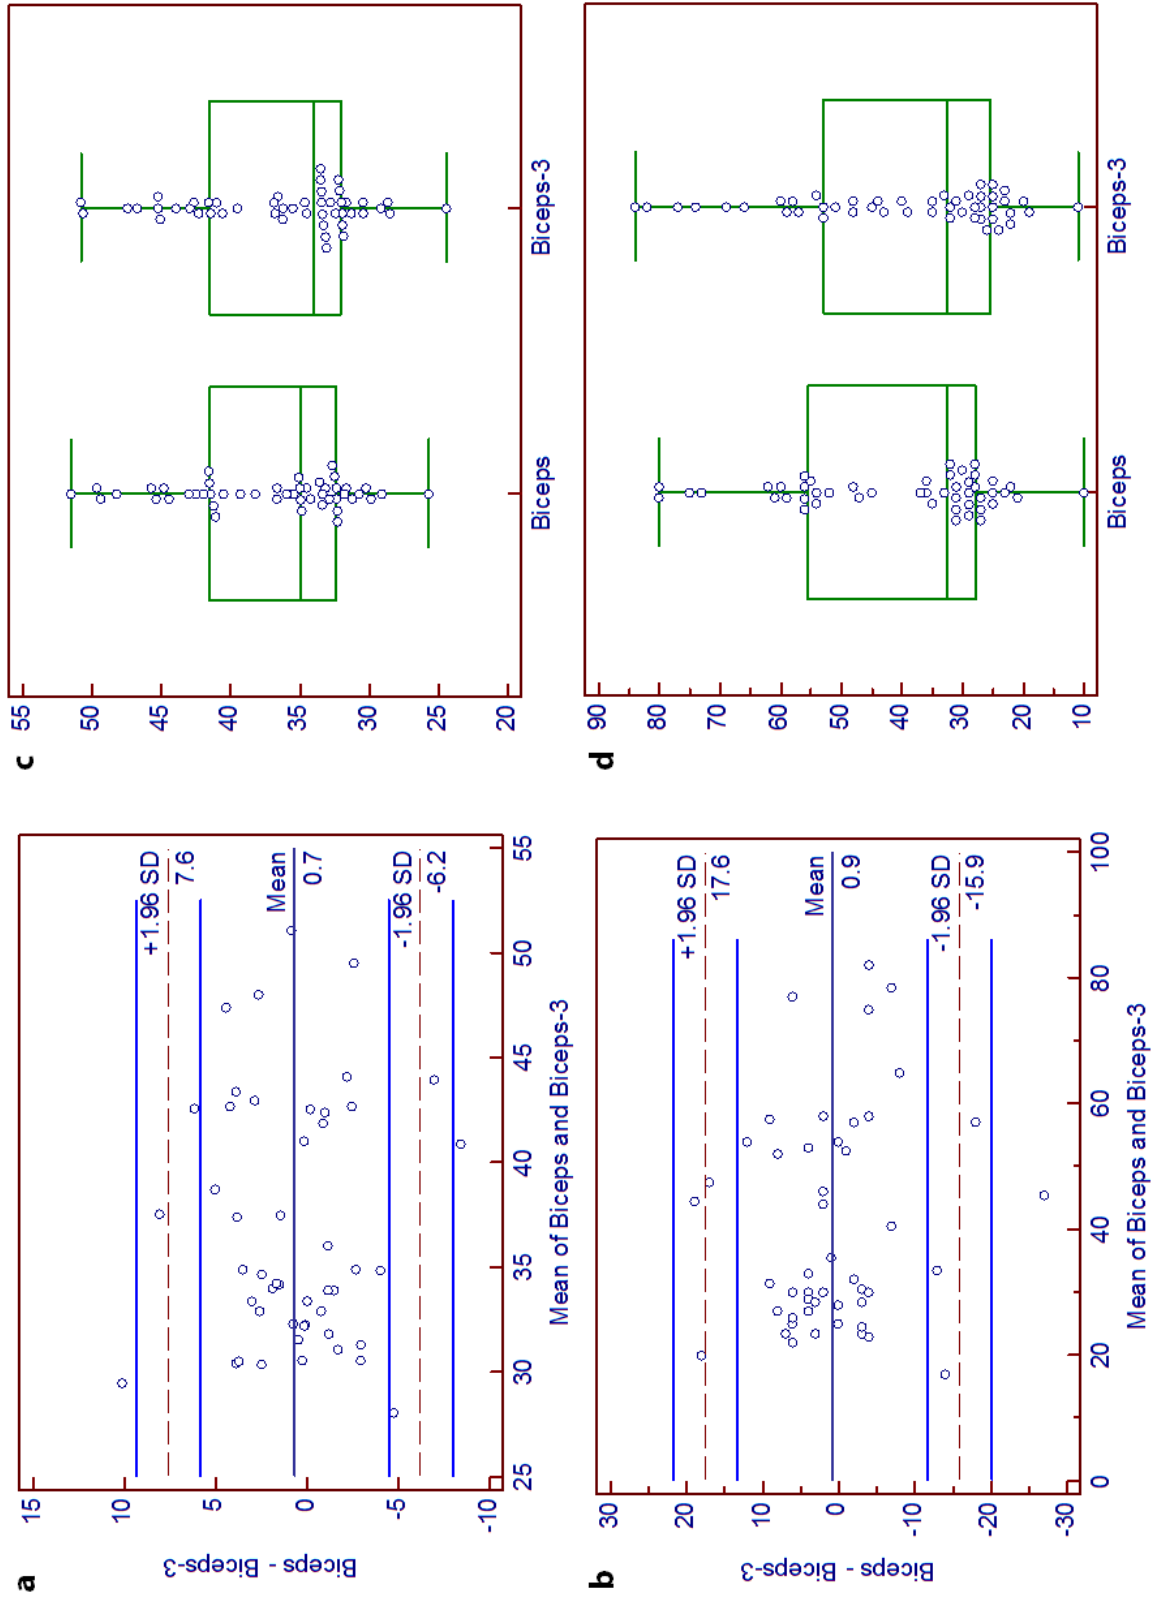 a
15
10
5
0
-5
-10
Biceps - Biceps-3
+1.96 SD
7.6
Mean
0.7
-1.96 SD
-6.2
25
30
35
40
45
50
55
Mean of Biceps and Biceps-3
b
30
20
10
0
-10
-20
-30
Biceps - Biceps-3
+1.96 SD
17.6
Mean
0.9
-1.96 SD
-15.9
0
20
40
60
80
100
Mean of Biceps and Biceps-3
c
55
50
45
40
35
30
25
20
Biceps
Biceps-3
d
90
80
70
60
50
40
30
20
10
Biceps
Biceps-3